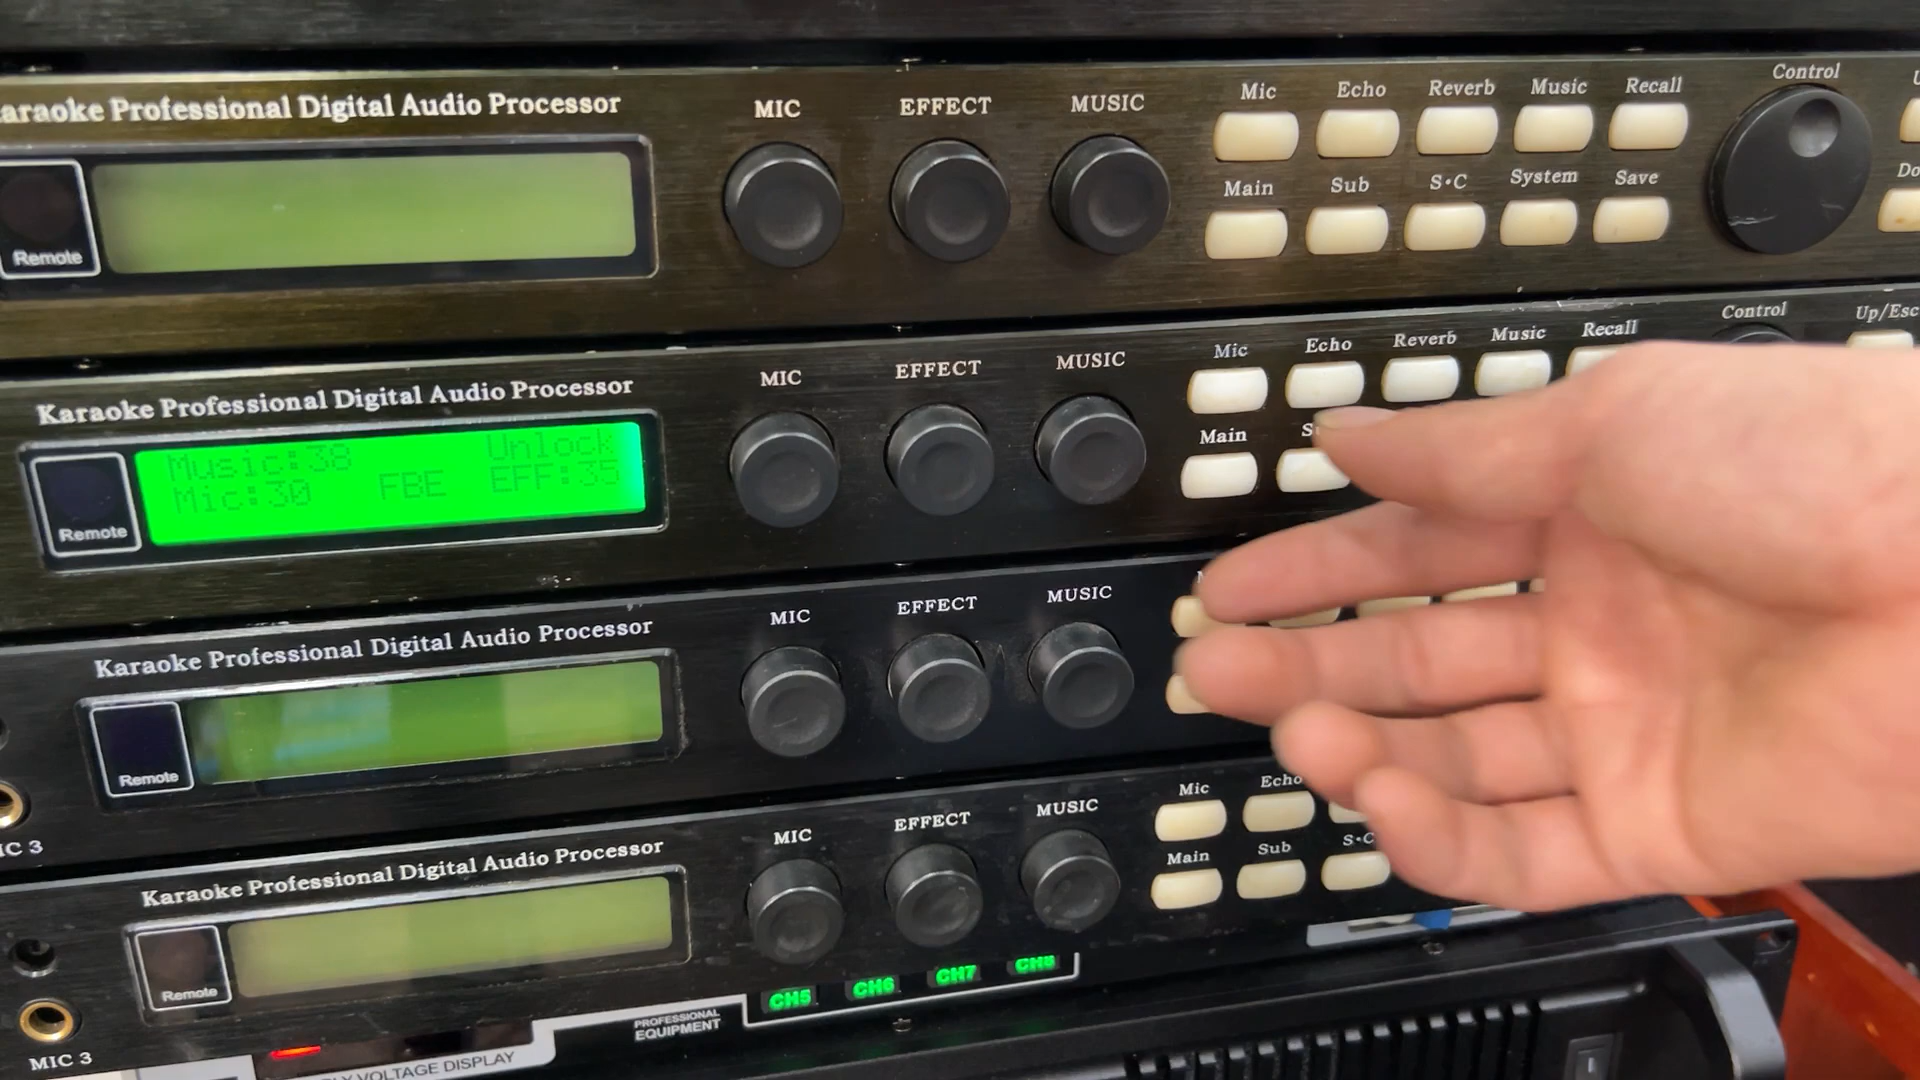 Karaoke Professional Digital Audio Processor
MIC EFFECT MUSIC
Mic Echo Reverb Music Recall
Control
Remote
Main Sub S•C System Save
Karaoke Professional Digital Audio Processor
MIC EFFECT MUSIC
Mic Echo Reverb Music Recall
Control Up/Esc
Music:38 Unlock
Mic:30 FBE EFF:35
Remote
Main
Karaoke Professional Digital Audio Processor
MIC EFFECT MUSIC
Remote
MIC 3
Karaoke Professional Digital Audio Processor
MIC EFFECT MUSIC
Mic Echo
Main Sub S•C
Remote
MIC 3
CH5 CH6 CH7 CH8
PROFESSIONAL
EQUIPMENT
VOLTAGE DISPLAY